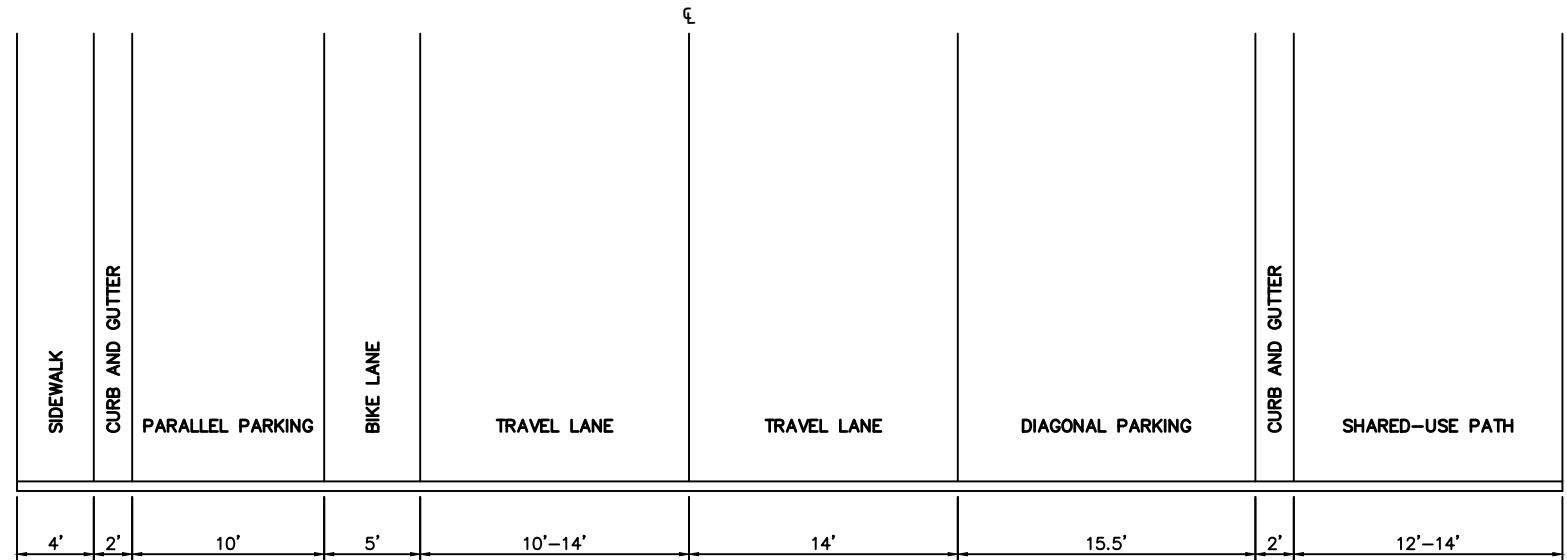 ℄
SIDEWALK
CURB AND GUTTER
PARALLEL PARKING
BIKE LANE
TRAVEL LANE
TRAVEL LANE
DIAGONAL PARKING
CURB AND GUTTER
SHARED-USE PATH
4' 2' 10' 5' 10'-14' 14' 15.5' 2' 12'-14'